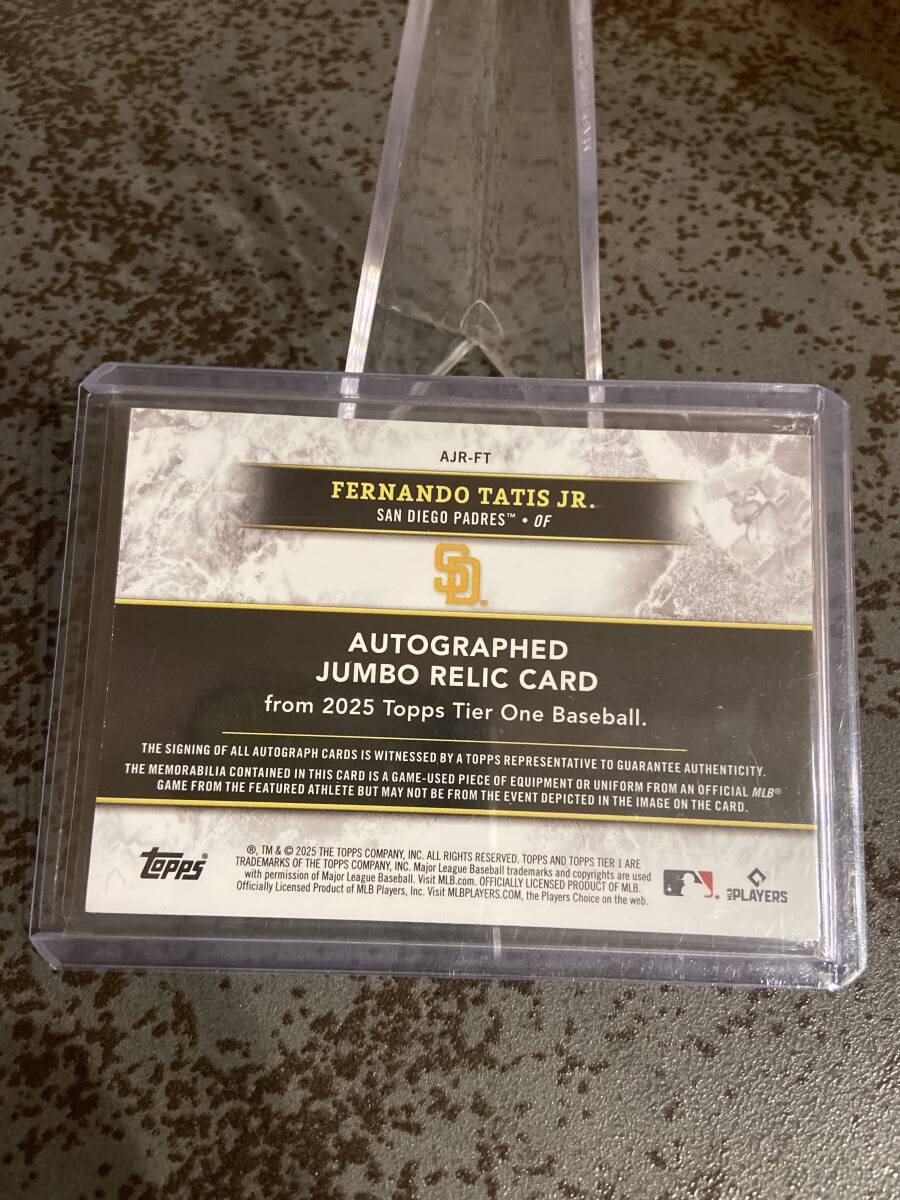 AJR-FT
FERNANDO TATIS JR.
SAN DIEGO PADRES™ • OF
SD
AUTOGRAPHED
JUMBO RELIC CARD
from 2025 Topps Tier One Baseball.
THE SIGNING OF ALL AUTOGRAPH CARDS IS WITNESSED BY A TOPPS REPRESENTATIVE TO GUARANTEE AUTHENTICITY.
THE MEMORABILIA CONTAINED IN THIS CARD IS A GAME-USED PIECE OF EQUIPMENT OR UNIFORM FROM AN OFFICIAL MLB®
GAME FROM THE FEATURED ATHLETE BUT MAY NOT BE FROM THE EVENT DEPICTED IN THE IMAGE ON THE CARD.
topps®
®, TM & © 2025 THE TOPPS COMPANY, INC. ALL RIGHTS RESERVED. TOPPS AND TOPPS TIER 1 ARE
TRADEMARKS OF THE TOPPS COMPANY, INC. Major League Baseball trademarks and copyrights are used
with permission of Major League Baseball. Visit MLB.com. OFFICIALLY LICENSED PRODUCT OF MLB.
Officially Licensed Product of MLB Players, Inc. Visit MLBPLAYERS.COM, the Players Choice on the web.
MLB PLAYERS